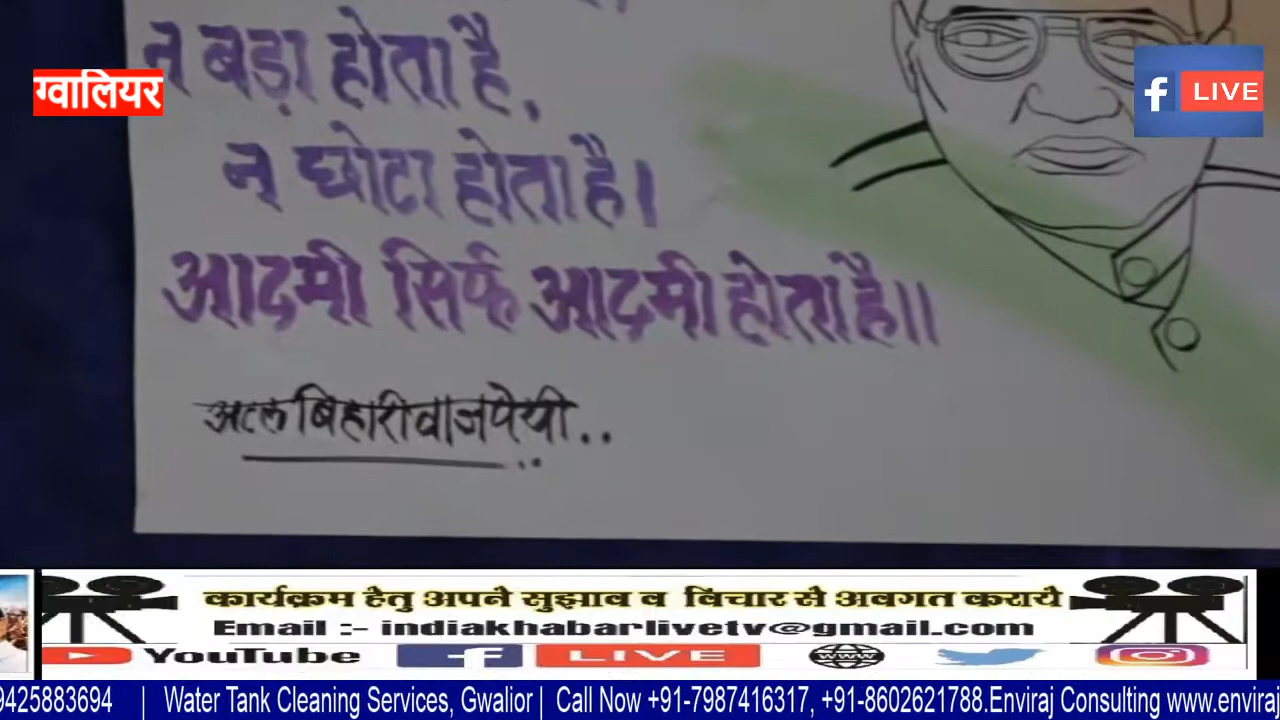 न बड़ा होता है,
ग्वालियर
LIVE
न छोटा होता है।
आदमी सिर्फ आदमी होता है।।
अटल बिहारी वाजपेयी..
कार्यक्रम हेतु अपने सुझाव व विचार से अवगत कराये
Email :- indiakhabarlivetv@gmail.com
YouTube f LIVE www
9425883694 | Water Tank Cleaning Services, Gwalior | Call Now +91-7987416317, +91-8602621788.Enviraj Consulting www.enviraj